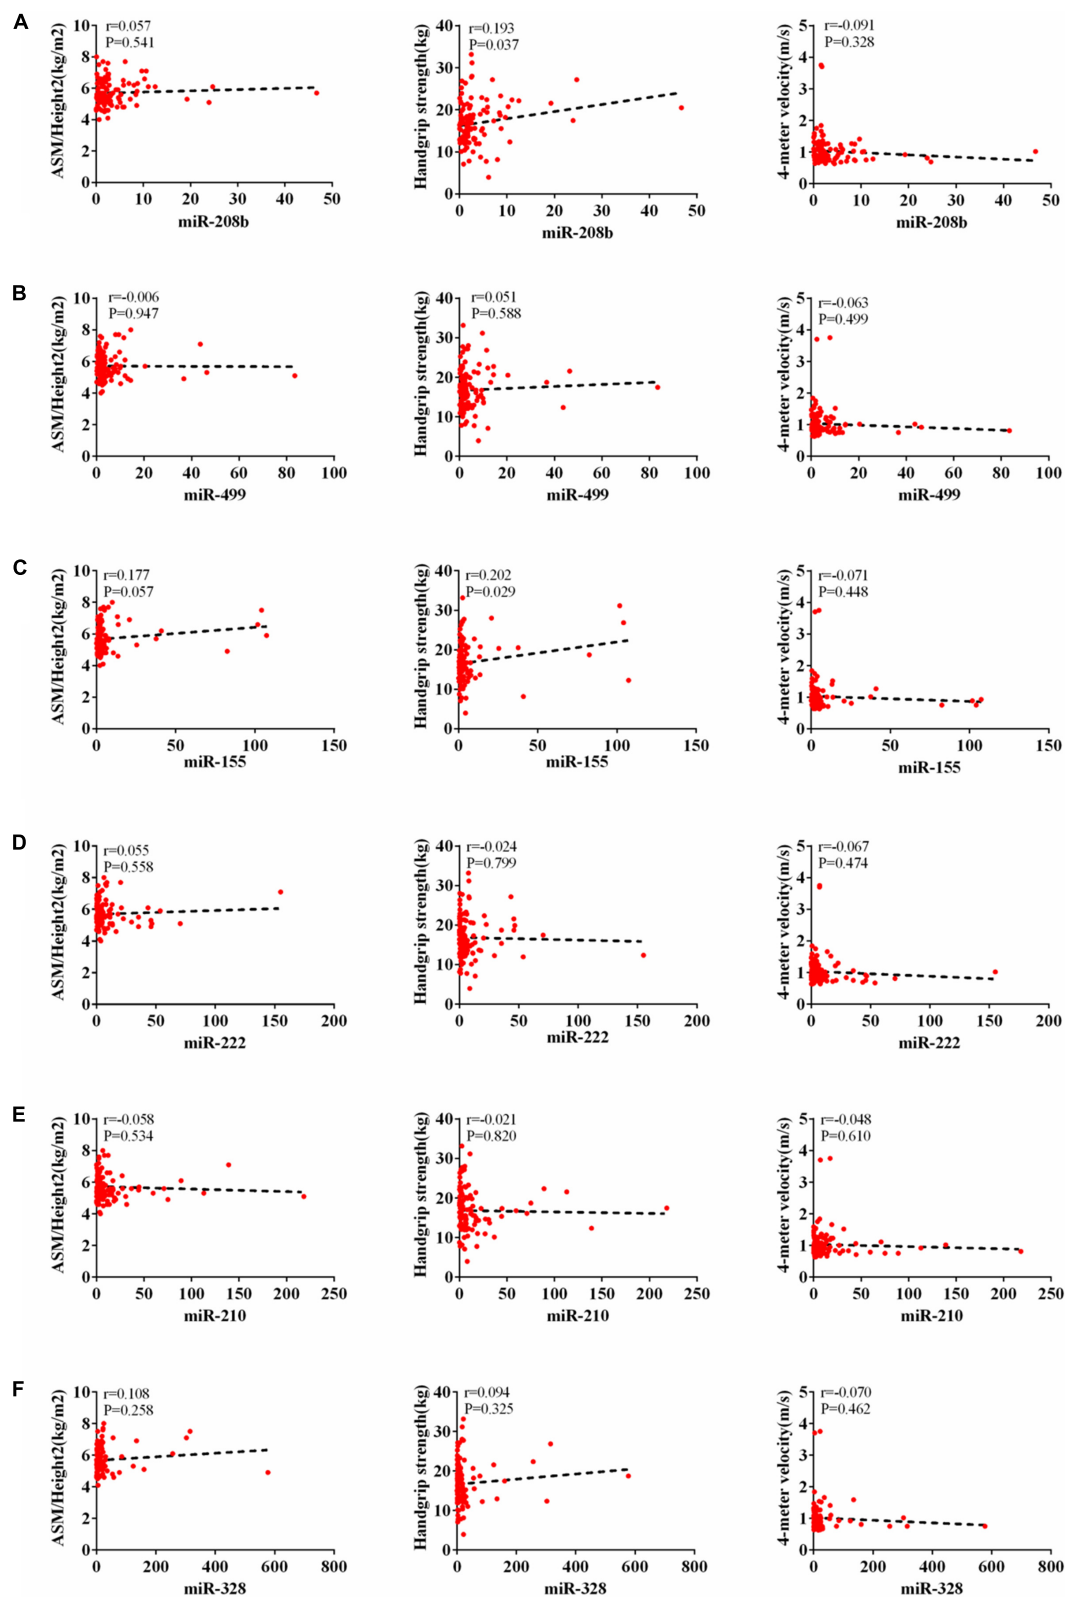 A
r=0.057
P=0.541
ASM/Height2(kg/m2)
10
8
6
4
2
0
0 10 20 30 40 50
miR-208b
r=0.193
P=0.037
Handgrip strength(kg)
40
30
20
10
0
0 10 20 30 40 50
miR-208b
r=-0.091
P=0.328
4-meter velocity(m/s)
5
4
3
2
1
0
0 10 20 30 40 50
miR-208b
B
r=-0.006
P=0.947
ASM/Height2(kg/m2)
10
8
6
4
2
0
0 20 40 60 80 100
miR-499
r=0.051
P=0.588
Handgrip strength(kg)
40
30
20
10
0
0 20 40 60 80 100
miR-499
r=-0.063
P=0.499
4-meter velocity(m/s)
5
4
3
2
1
0
0 20 40 60 80 100
miR-499
C
r=0.177
P=0.057
ASM/Height2(kg/m2)
10
8
6
4
2
0
0 50 100 150
miR-155
r=0.202
P=0.029
Handgrip strength(kg)
40
30
20
10
0
0 50 100 150
miR-155
r=-0.071
P=0.448
4-meter velocity(m/s)
5
4
3
2
1
0
0 50 100 150
miR-155
D
r=0.055
P=0.558
ASM/Height2(kg/m2)
10
8
6
4
2
0
0 50 100 150 200
miR-222
r=-0.024
P=0.799
Handgrip strength(kg)
40
30
20
10
0
0 50 100 150 200
miR-222
r=-0.067
P=0.474
4-meter velocity(m/s)
5
4
3
2
1
0
0 50 100 150 200
miR-222
E
r=-0.058
P=0.534
ASM/Height2(kg/m2)
10
8
6
4
2
0
0 50 100 150 200 250
miR-210
r=-0.021
P=0.820
Handgrip strength(kg)
40
30
20
10
0
0 50 100 150 200 250
miR-210
r=-0.048
P=0.610
4-meter velocity(m/s)
5
4
3
2
1
0
0 50 100 150 200 250
miR-210
F
r=0.108
P=0.258
ASM/Height2(kg/m2)
10
8
6
4
2
0
0 200 400 600 800
miR-328
r=0.094
P=0.325
Handgrip strength(kg)
40
30
20
10
0
0 200 400 600 800
miR-328
r=-0.070
P=0.462
4-meter velocity(m/s)
5
4
3
2
1
0
0 200 400 600 800
miR-328